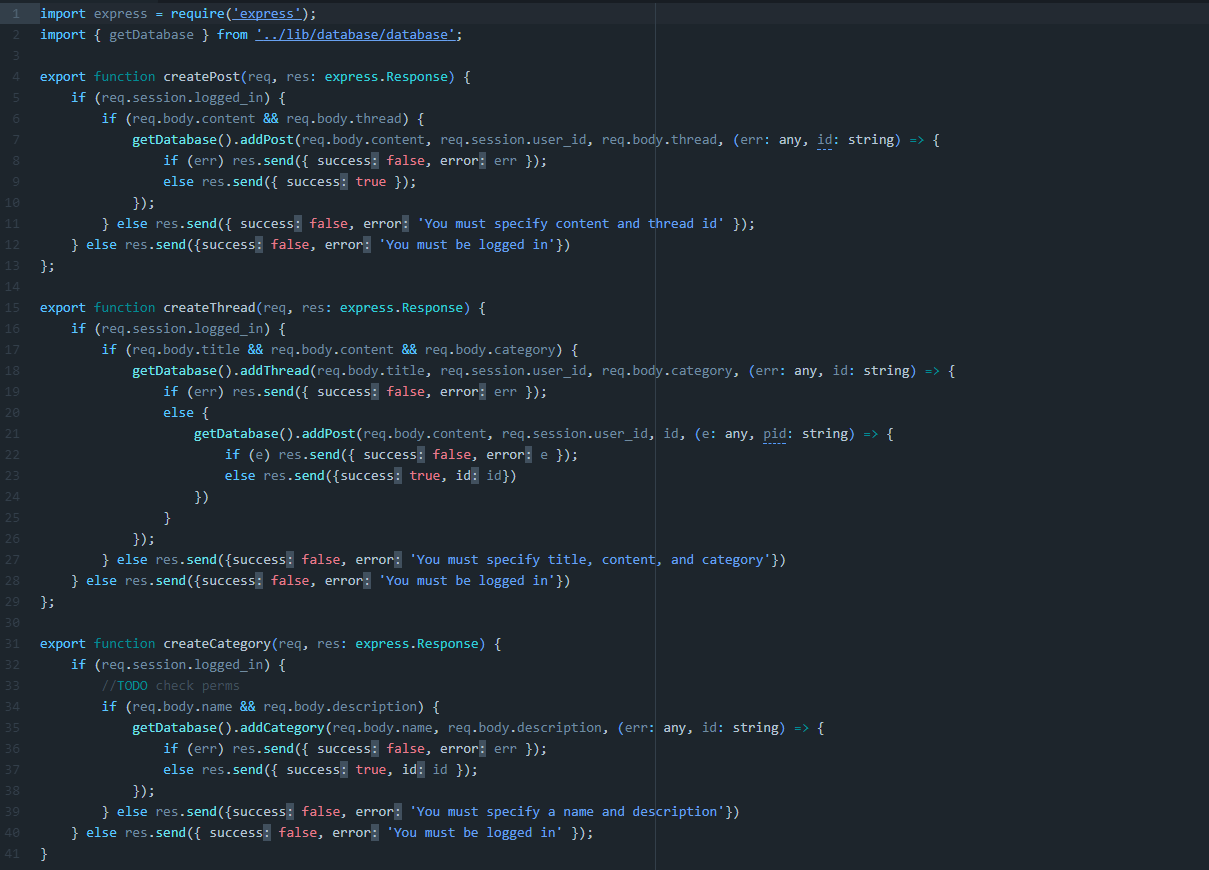 1 import express = require('express');
2 import { getDatabase } from '../lib/database/database';
3
4 export function createPost(req, res: express.Response) {
5     if (req.session.logged_in) {
6         if (req.body.content && req.body.thread) {
7             getDatabase().addPost(req.body.content, req.session.user_id, req.body.thread, (err: any, id: string) => {
8                 if (err) res.send({ success: false, error: err });
9                 else res.send({ success: true });
10             });
11         } else res.send({ success: false, error: 'You must specify content and thread id' });
12     } else res.send({success: false, error: 'You must be logged in'})
13 };
14
15 export function createThread(req, res: express.Response) {
16     if (req.session.logged_in) {
17         if (req.body.title && req.body.content && req.body.category) {
18             getDatabase().addThread(req.body.title, req.session.user_id, req.body.category, (err: any, id: string) => {
19                 if (err) res.send({ success: false, error: err });
20                 else {
21                     getDatabase().addPost(req.body.content, req.session.user_id, id, (e: any, pid: string) => {
22                         if (e) res.send({ success: false, error: e });
23                         else res.send({success: true, id: id})
24                     })
25                 }
26             });
27         } else res.send({success: false, error: 'You must specify title, content, and category'})
28     } else res.send({success: false, error: 'You must be logged in'})
29 };
30
31 export function createCategory(req, res: express.Response) {
32     if (req.session.logged_in) {
33         //TODO check perms
34         if (req.body.name && req.body.description) {
35             getDatabase().addCategory(req.body.name, req.body.description, (err: any, id: string) => {
36                 if (err) res.send({ success: false, error: err });
37                 else res.send({ success: true, id: id });
38             });
39         } else res.send({success: false, error: 'You must specify a name and description'})
40     } else res.send({ success: false, error: 'You must be logged in' });
41 }